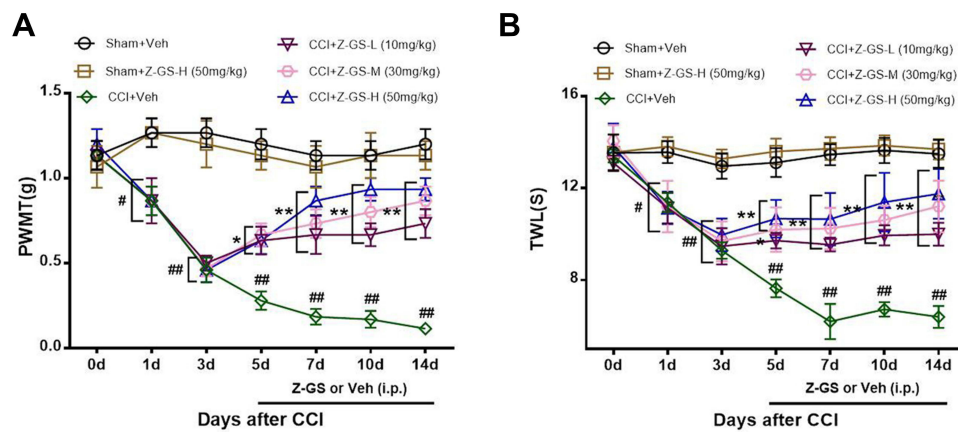 A
Sham+Veh
Sham+Z-GS-H (50mg/kg)
CCI+Veh
CCI+Z-GS-L (10mg/kg)
CCI+Z-GS-M (30mg/kg)
CCI+Z-GS-H (50mg/kg)
PWMT(g)
1.5
1.0
0.5
0.0
#
##
*
**
**
**
##
##
##
##
0d 1d 3d 5d 7d 10d 14d
Z-GS or Veh (i.p.)
Days after CCI
B
Sham+Veh
Sham+Z-GS-H (50mg/kg)
CCI+Veh
CCI+Z-GS-L (10mg/kg)
CCI+Z-GS-M (30mg/kg)
CCI+Z-GS-H (50mg/kg)
TWL(S)
16
12
8
#
##
**
*
**
**
**
##
##
##
##
0d 1d 3d 5d 7d 10d 14d
Z-GS or Veh (i.p.)
Days after CCI